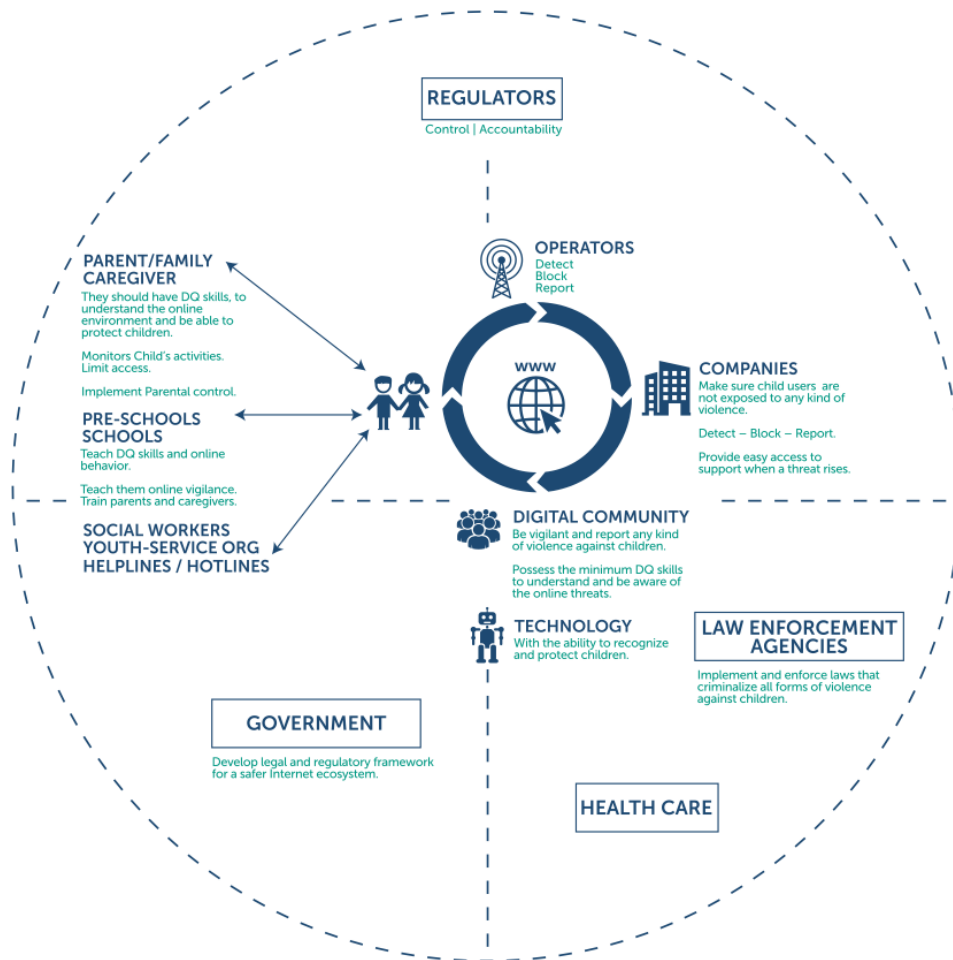 REGULATORS
Control | Accountability
OPERATORS
Detect
Block
Report
PARENT/FAMILY
CAREGIVER
They should have DQ skills, to
understand the online
environment and be able to
protect children.
Monitors Child's activities.
Limit access.
Implement Parental control.
PRE-SCHOOLS
SCHOOLS
Teach DQ skills and online
behavior.
Teach them online vigilance.
Train parents and caregivers.
SOCIAL WORKERS
YOUTH-SERVICE ORG
HELPLINES / HOTLINES
WWW
COMPANIES
Make sure child users are
not exposed to any kind of
violence.
Detect – Block – Report.
Provide easy access to
support when a threat rises.
DIGITAL COMMUNITY
Be vigilant and report any kind
of violence against children.
Possess the minimum DQ skills
to understand and be aware of
the online threats.
TECHNOLOGY
With the ability to recognize
and protect children.
LAW ENFORCEMENT
AGENCIES
Implement and enforce laws that
criminalize all forms of violence
against children.
GOVERNMENT
Develop legal and regulatory framework
for a safer Internet ecosystem.
HEALTH CARE